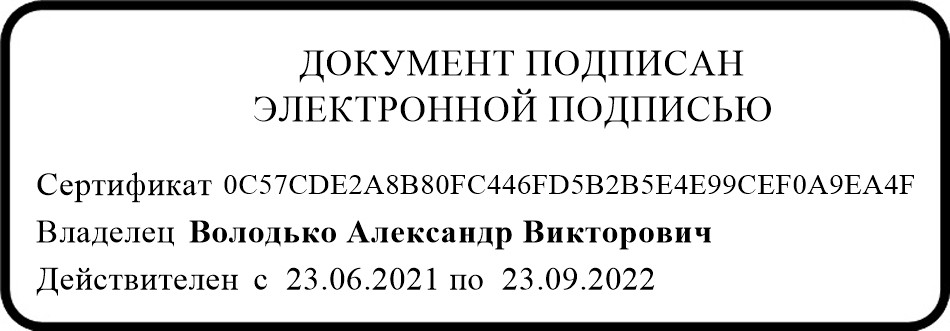 ДОКУМЕНТ ПОДПИСАН
ЭЛЕКТРОННОЙ ПОДПИСЬЮ
Сертификат 0C57CDE2A8B80FC446FD5B2B5E4E99CEF0A9EA4F
Владелец Володько Александр Викторович
Действителен с 23.06.2021 по 23.09.2022